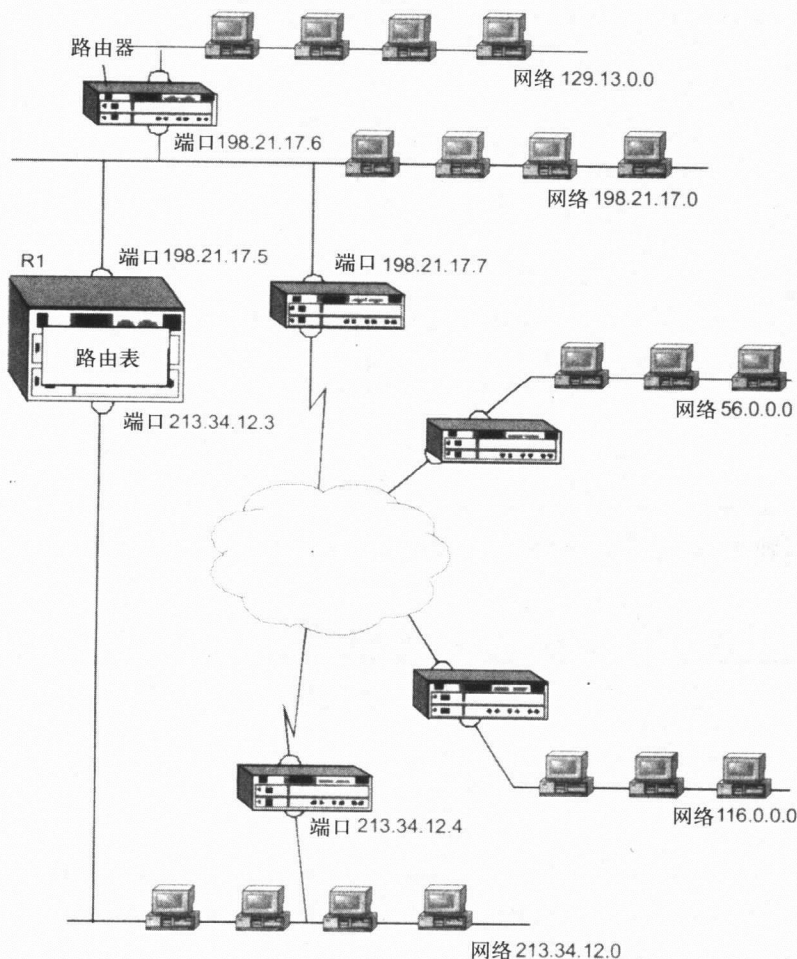 路由器
网络 129.13.0.0
端口198.21.17.6
网络 198.21.17.0
R1
端口198.21.17.5
端口 198.21.17.7
路由表
端口213.34.12.3
网络 56.0.0.0
网络116.0.0.0
端口 213.34.12.4
网络 213.34.12.0